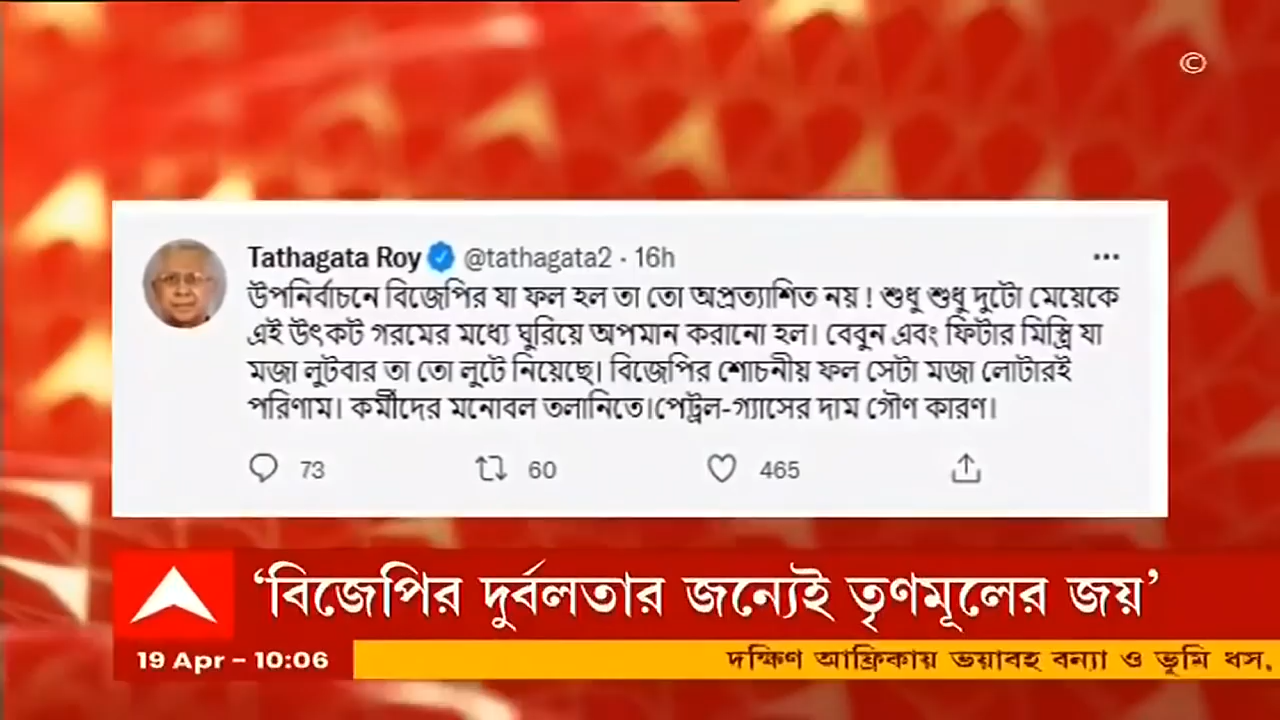 ©
Tathagata Roy @tathagata2 · 16h
উপনির্বাচনে বিজেপির যা ফল হল তা তো অপ্রত্যাশিত নয় ! শুধু শুধু দুটো মেয়েকে
এই উৎকট গরমের মধ্যে ঘুরিয়ে অপমান করানো হল। বেবুন এবং ফিটার মিস্ত্রি যা
মজা লুটবার তা তো লুটে নিয়েছে। বিজেপির শোচনীয় ফল সেটা মজা লোটারই
পরিণাম। কর্মীদের মনোবল তলানিতে।পেট্রল-গ্যাসের দাম গৌণ কারণ।
73 60 465
‘বিজেপির দুর্বলতার জন্যেই তৃণমূলের জয়’
19 Apr – 10:06
দক্ষিণ আফ্রিকায় ভয়াবহ বন্যা ও ভূমি ধস,